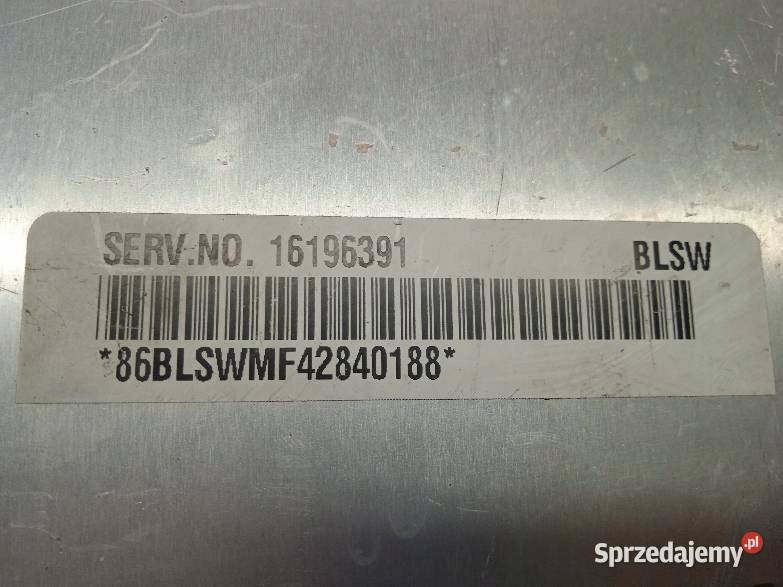 SERV.NO. 16196391 BLSW
*86BLSWMF42840188*
Sprzedajemy.pl